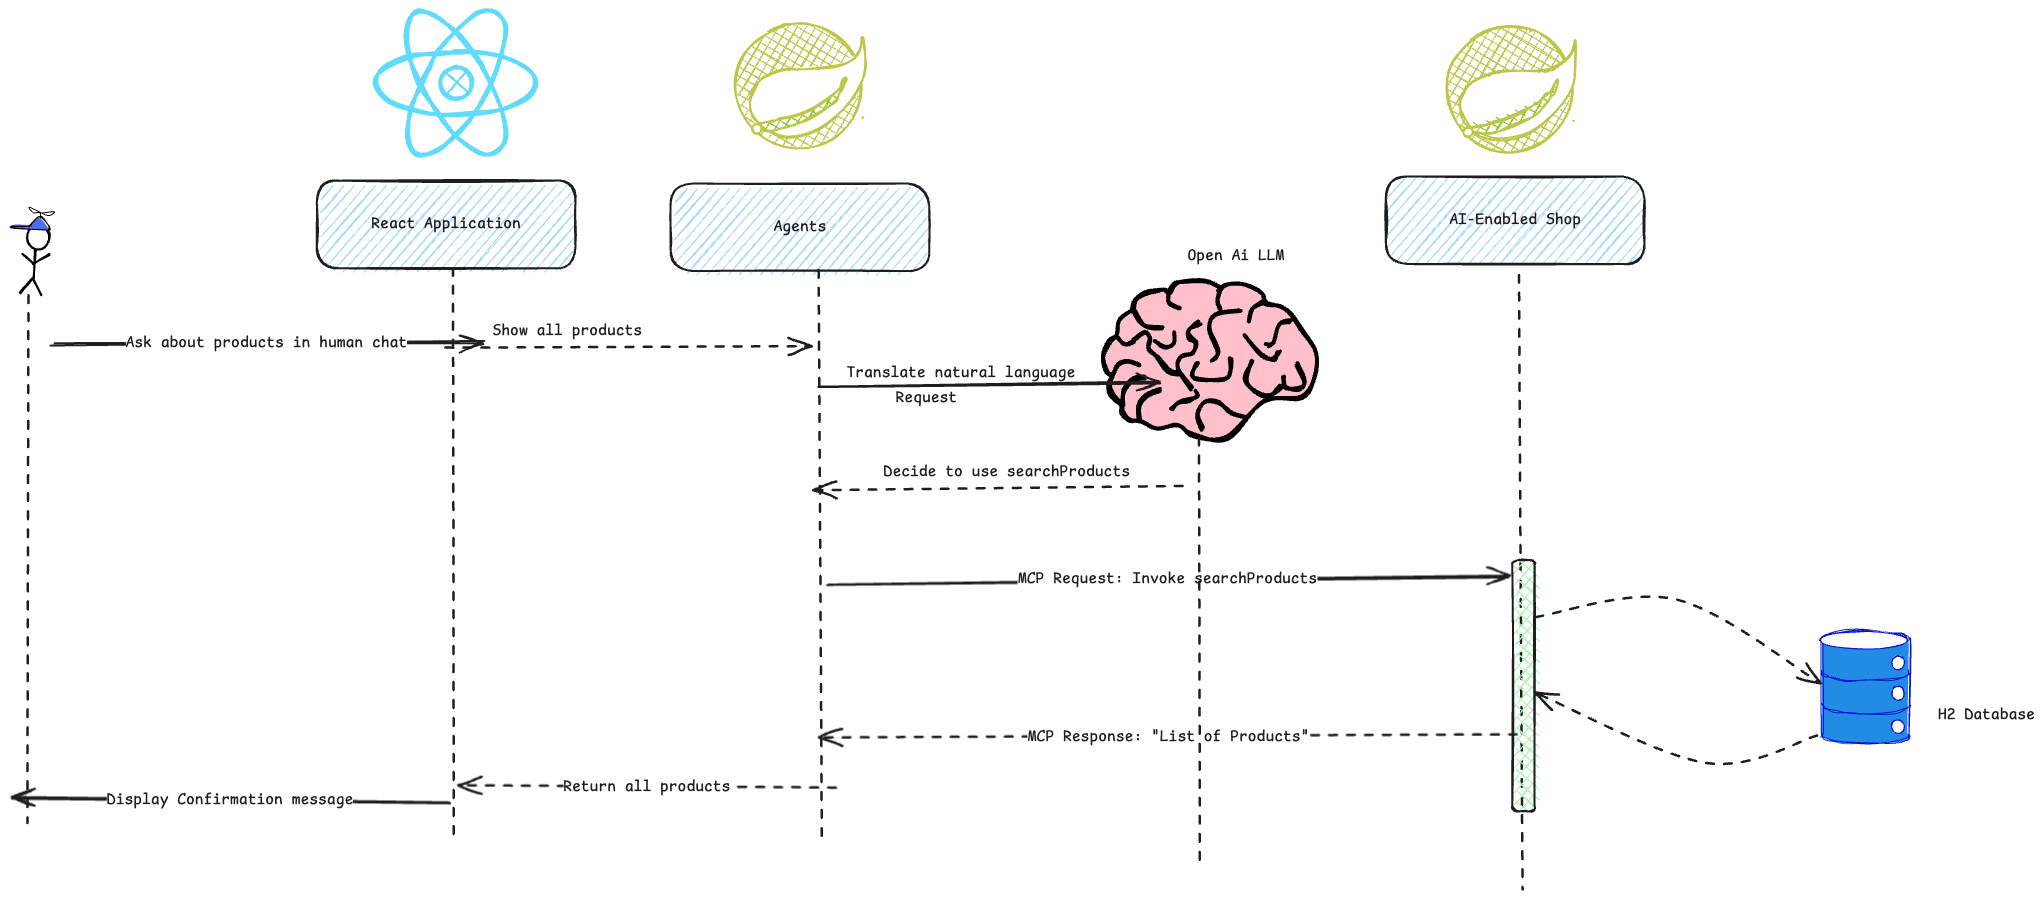 React Application
Agents
AI-Enabled Shop
Open Ai LLM
Ask about products in human chat
Show all products
Translate natural language
Request
Decide to use searchProducts
MCP Request: Invoke searchProducts
H2 Database
MCP Response: "List of Products"
Return all products
Display Confirmation message